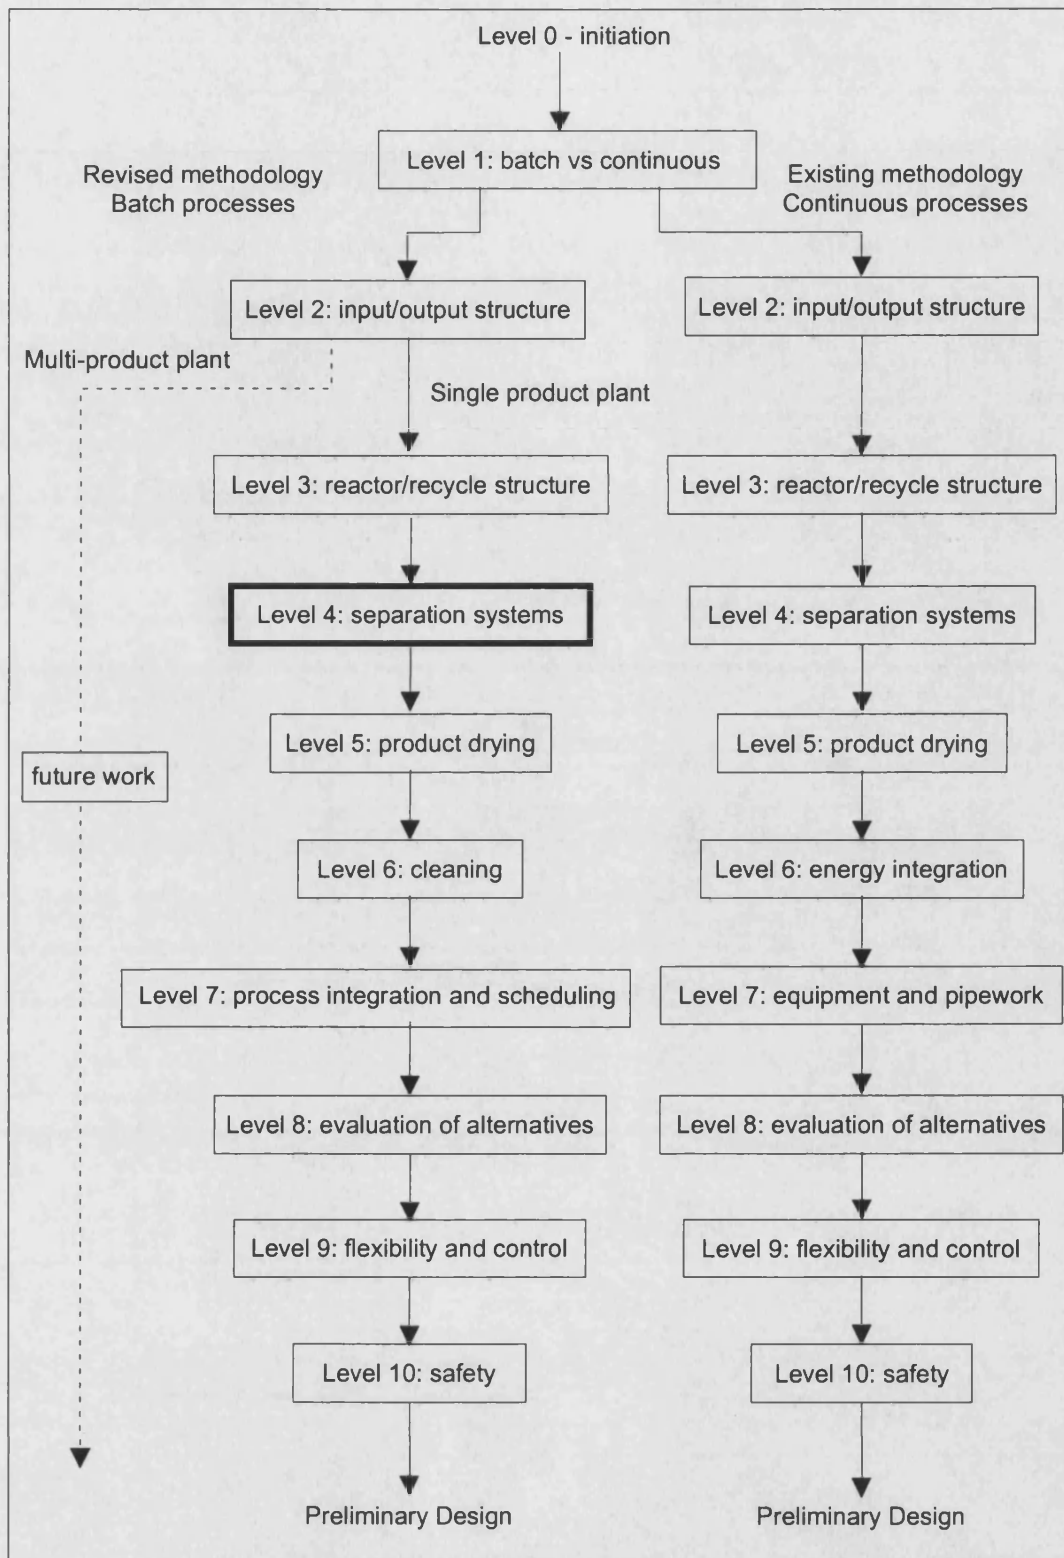 Level 0 - initiation
Level 1: batch vs continuous
Revised methodology
Batch processes
Existing methodology
Continuous processes
Level 2: input/output structure
Level 2: input/output structure
Multi-product plant
Single product plant
Level 3: reactor/recycle structure
Level 3: reactor/recycle structure
Level 4: separation systems
Level 4: separation systems
Level 5: product drying
Level 5: product drying
future work
Level 6: cleaning
Level 6: energy integration
Level 7: process integration and scheduling
Level 7: equipment and pipework
Level 8: evaluation of alternatives
Level 8: evaluation of alternatives
Level 9: flexibility and control
Level 9: flexibility and control
Level 10: safety
Level 10: safety
Preliminary Design
Preliminary Design